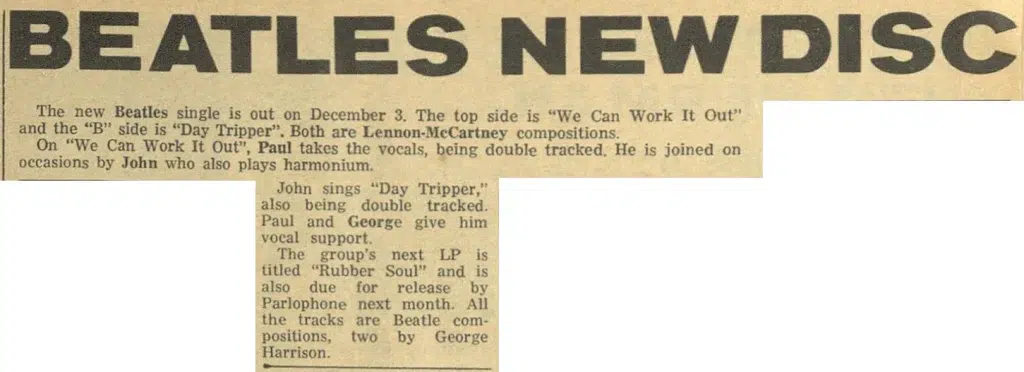 BEATLES NEW DISC
The new Beatles single is out on December 3. The top side is “We Can Work It Out”
and the “B” side is “Day Tripper”. Both are Lennon-McCartney compositions.
On “We Can Work It Out”, Paul takes the vocals, being double tracked. He is joined on
occasions by John who also plays harmonium.
John sings “Day Tripper,”
also being double tracked.
Paul and George give him
vocal support.
The group’s next LP is
titled “Rubber Soul” and is
also due for release by
Parlophone next month. All
the tracks are Beatle com-
positions, two by George
Harrison.